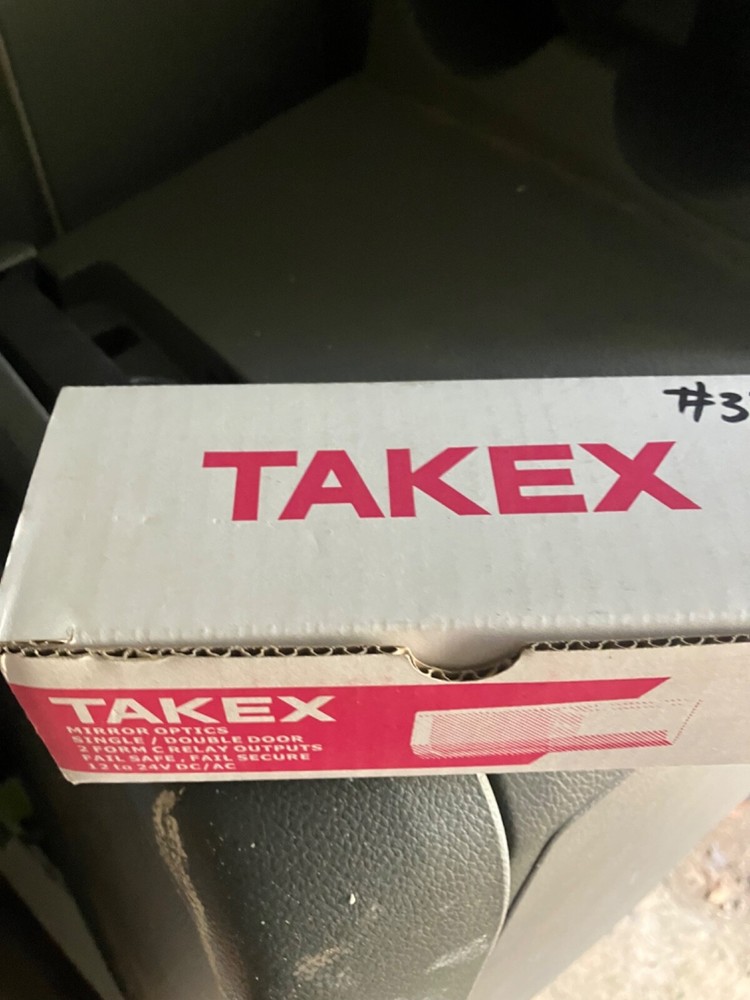 TAKEX
TAKEX
MIRROR OPTICS
SINGLE / DOUBLE DOOR
2 FORM C RELAY OUTPUTS
FAIL SAFE , FAIL SECURE
12 to 24V DC/AC